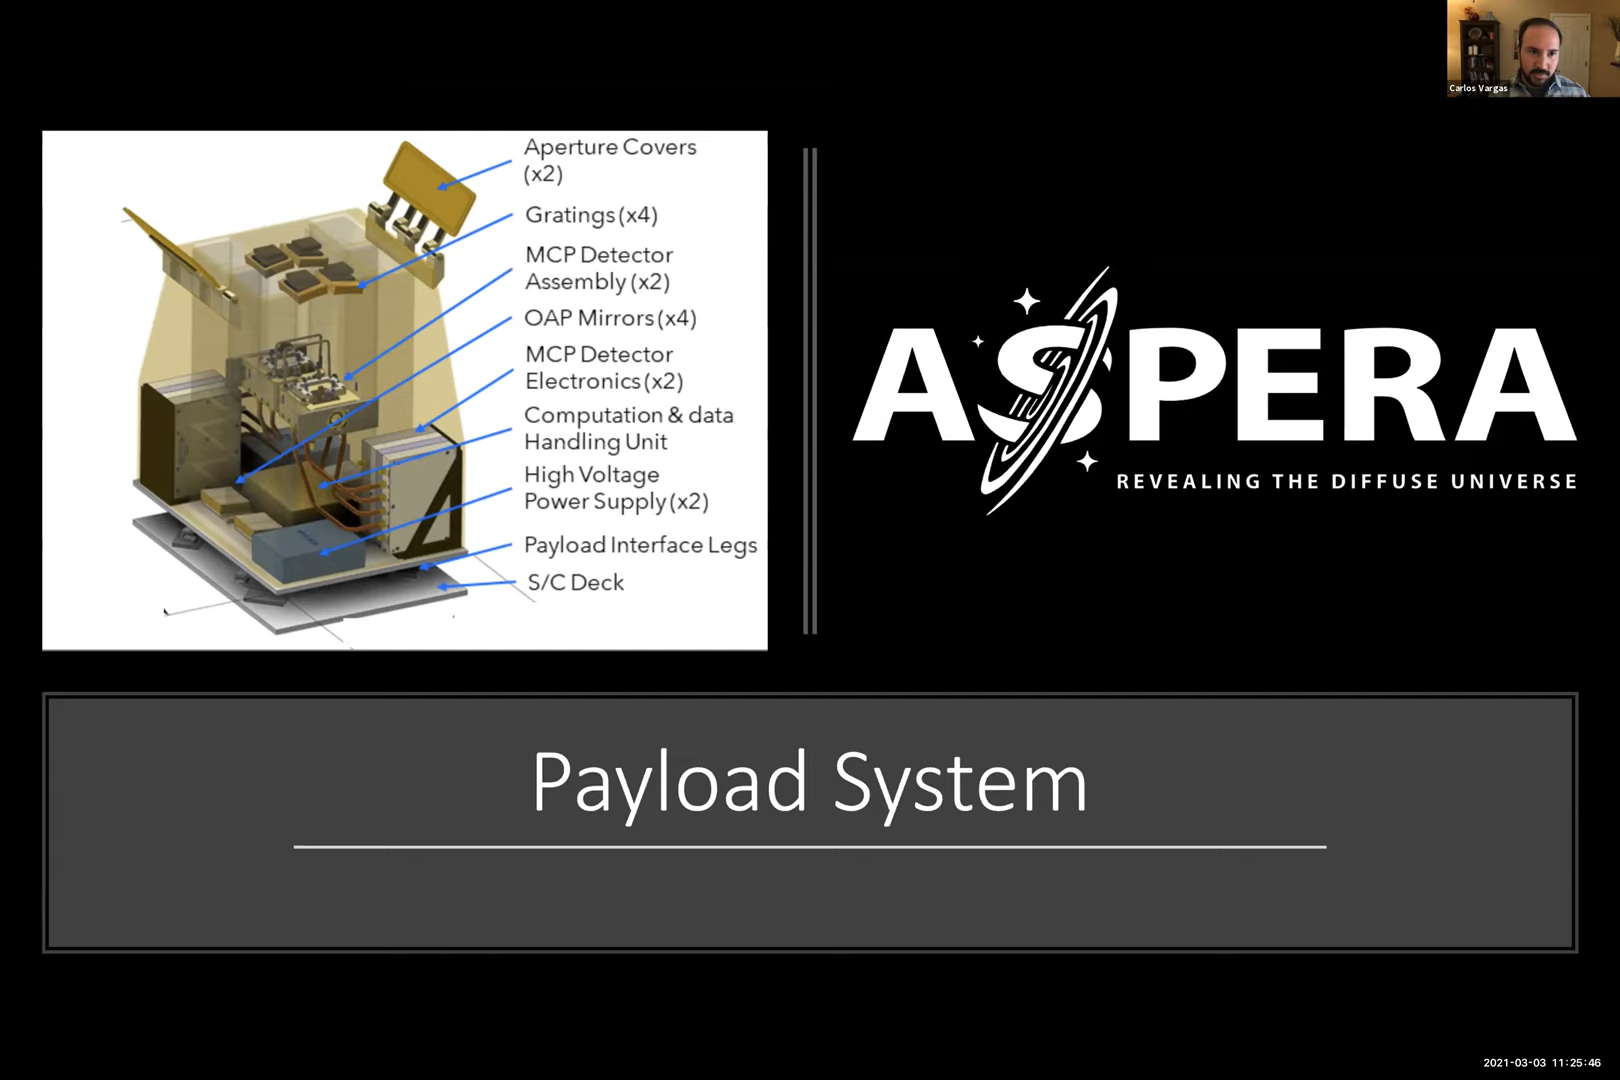 Carlos Vargas
Aperture Covers
(x2)
Gratings (x4)
MCP Detector
Assembly (x2)
OAP Mirrors (x4)
MCP Detector
Electronics (x2)
Computation & data
Handling Unit
High Voltage
Power Supply (x2)
Payload Interface Legs
S/C Deck
ASPERA
REVEALING THE DIFFUSE UNIVERSE
Payload System
2021-03-03 11:25:46